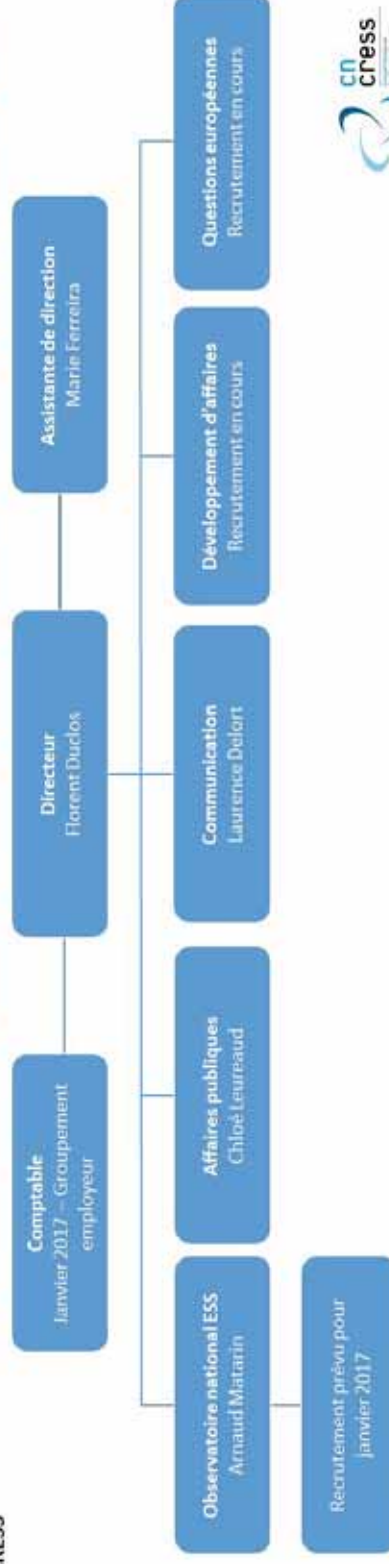 RESS
Comptable
Janvier 2017 – Groupement
employeur
Directeur
Florent Duclos
Assistante de direction
Marie Ferreira
Observatoire national ESS
Arnaud Matarin
Affaires publiques
Chloé Leureaud
Communication
Laurence Delort
Développement d'affaires
Recrutement en cours
Questions européennes
Recrutement en cours
Recrutement prévu pour
janvier 2017
cn
cress